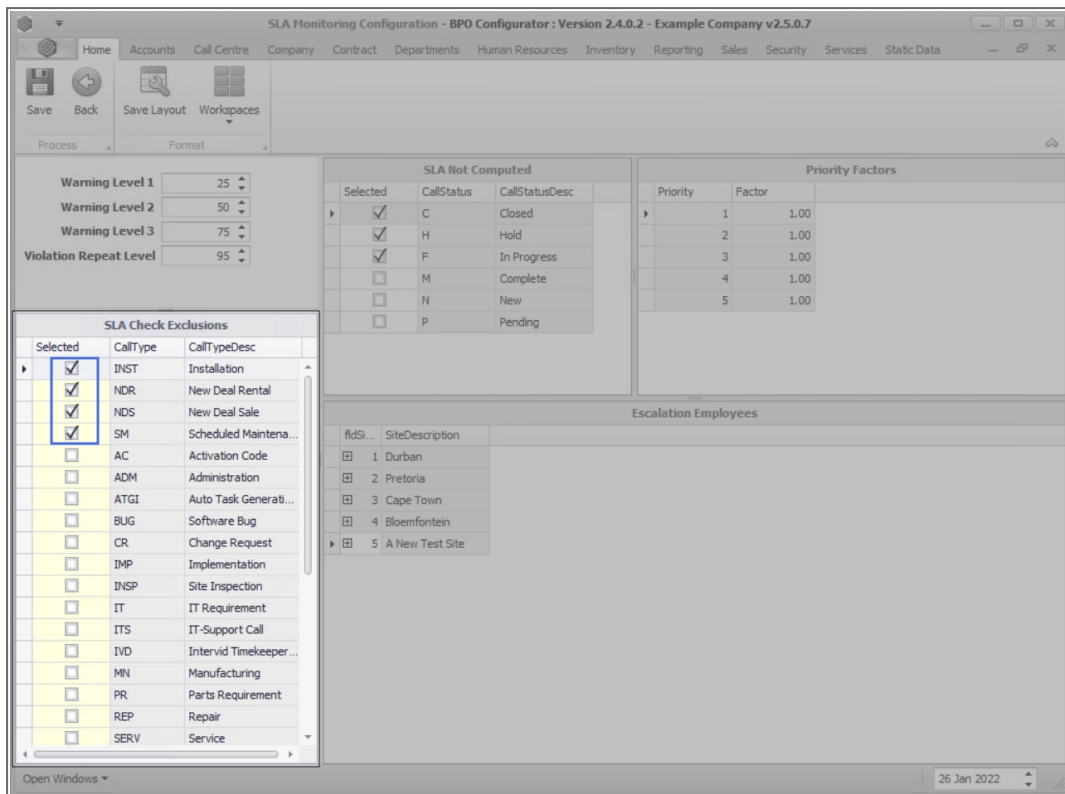 SLA Monitoring Configuration - BPO Configurator : Version 2.4.0.2 - Example Company v2.5.0.7
Home Accounts Call Centre Company Contract Departments Human Resources Inventory Reporting Sales Security Services Static Data
Save Back Save Layout Workspaces
Process Format
Warning Level 1 25
Warning Level 2 50
Warning Level 3 75
Violation Repeat Level 95
SLA Not Computed
Selected CallStatus CallStatusDesc
C Closed
H Hold
F In Progress
M Complete
N New
P Pending
Priority Factors
Priority Factor
1 1.00
2 1.00
3 1.00
4 1.00
5 1.00
SLA Check Exclusions
Selected CallType CallTypeDesc
INST Installation
NDR New Deal Rental
NDS New Deal Sale
SM Scheduled Maintena...
AC Activation Code
ADM Administration
ATGI Auto Task Generati...
BUG Software Bug
CR Change Request
IMP Implementation
INSP Site Inspection
IT IT Requirement
ITS IT-Support Call
IVD Intervid Timekeeper...
MN Manufacturing
PR Parts Requirement
REP Repair
SERV Service
Escalation Employees
fldSi... SiteDescription
1 Durban
2 Pretoria
3 Cape Town
4 Bloemfontein
5 A New Test Site
Open Windows 26 Jan 2022